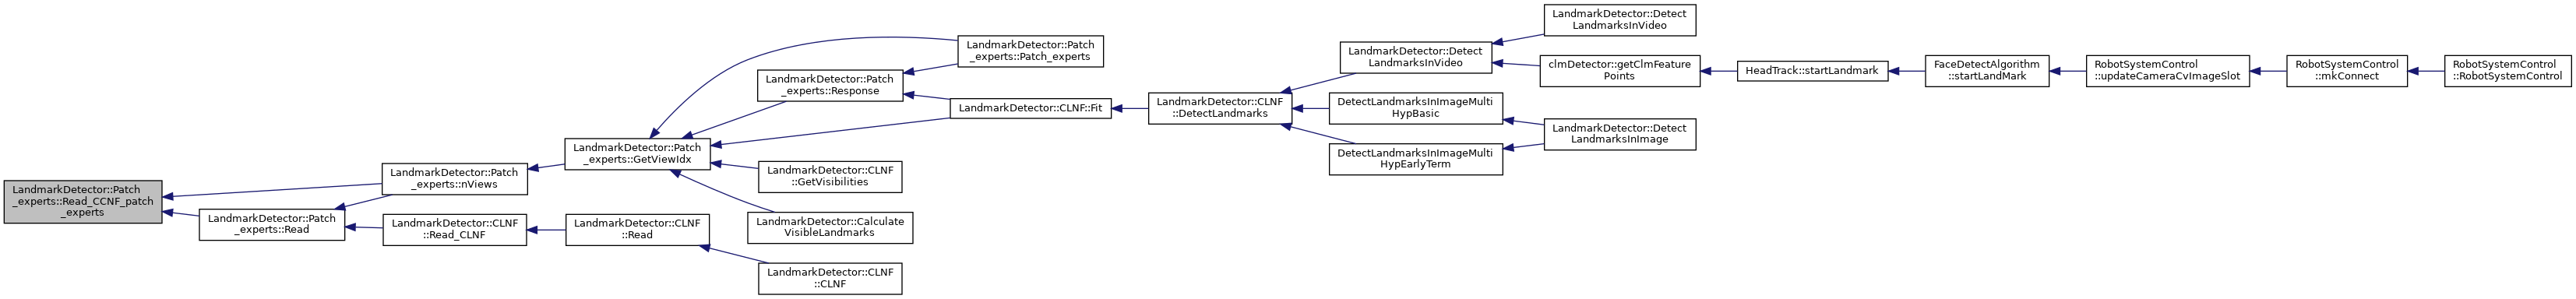 LandmarkDetector::Patch
_experts::Read_CCNF_patch
_experts
LandmarkDetector::Patch
_experts::nViews
LandmarkDetector::Patch
_experts::Read
LandmarkDetector::CLNF
::Read_CLNF
LandmarkDetector::Patch
_experts::GetViewIdx
LandmarkDetector::CLNF
::Read
LandmarkDetector::Patch
_experts::Response
LandmarkDetector::CLNF
::GetVisibilities
LandmarkDetector::Calculate
VisibleLandmarks
LandmarkDetector::CLNF
::CLNF
LandmarkDetector::Patch
_experts::Patch_experts
LandmarkDetector::CLNF::Fit
LandmarkDetector::CLNF
::DetectLandmarks
LandmarkDetector::Detect
LandmarksInVideo
DetectLandmarksInImageMulti
HypBasic
DetectLandmarksInImageMulti
HypEarlyTerm
LandmarkDetector::Detect
LandmarksInVideo
clmDetector::getClmFeature
Points
LandmarkDetector::Detect
LandmarksInImage
HeadTrack::startLandmark
FaceDetectAlgorithm
::startLandMark
RobotSystemControl
::updateCameraCvImageSlot
RobotSystemControl
::mkConnect
RobotSystemControl
::RobotSystemControl